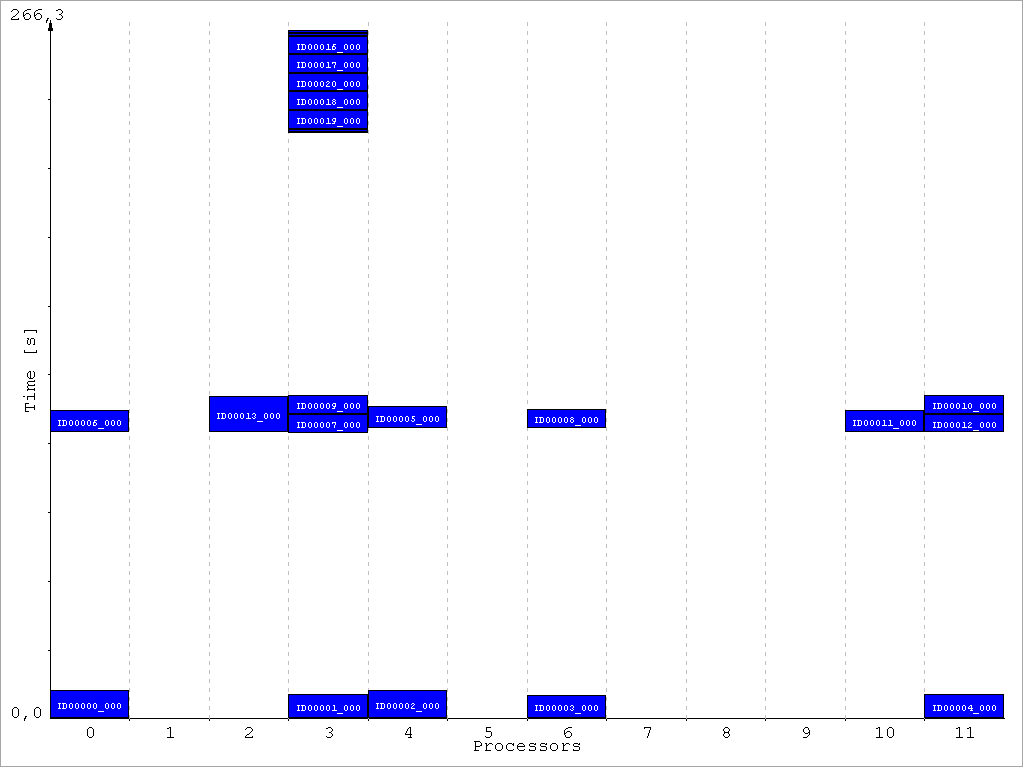 266,3
ID00016_000
ID00017_000
ID00020_000
ID00018_000
ID00019_000
Time [s]
ID00009_000
ID00010_000
ID00013_000
ID00005_000
ID00008_000
ID00006_000
ID00007_000
ID00011_000
ID00012_000
ID00000_000
ID00001_000
ID00002_000
ID00003_000
ID00004_000
0,0
0 1 2 3 4 5 6 7 8 9 10 11
Processors